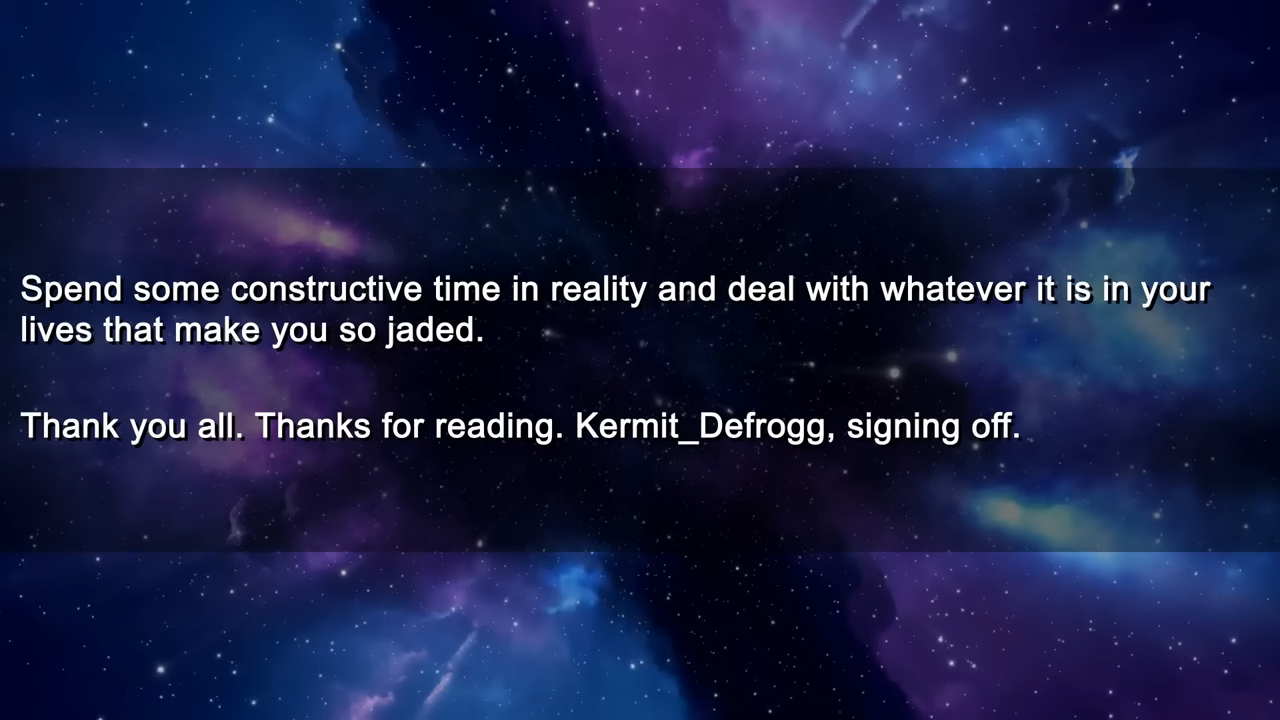 Spend some constructive time in reality and deal with whatever it is in your
lives that make you so jaded.
Thank you all. Thanks for reading. Kermit_Defrogg, signing off.